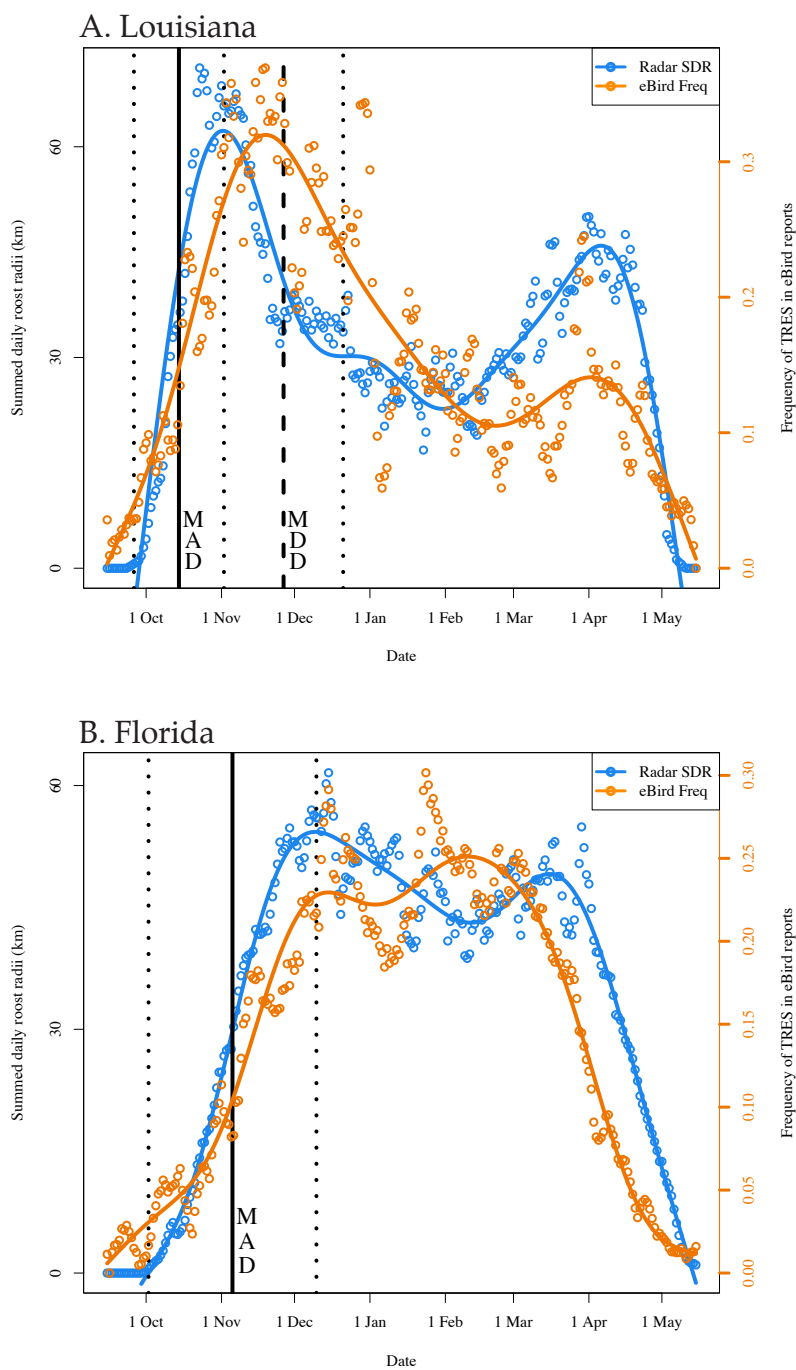 A. Louisiana
Radar SDR
eBird Freq
Summed daily roost radii (km)
0
30
60
Frequency of TRES in eBird reports
0.0
0.1
0.2
0.3
MAD
MDD
1 Oct
1 Nov
1 Dec
1 Jan
1 Feb
1 Mar
1 Apr
1 May
Date
B. Florida
Radar SDR
eBird Freq
Summed daily roost radii (km)
0
30
60
Frequency of TRES in eBird reports
0.00
0.05
0.10
0.15
0.20
0.25
0.30
MAD
1 Oct
1 Nov
1 Dec
1 Jan
1 Feb
1 Mar
1 Apr
1 May
Date